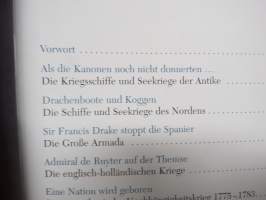 Vorwort
Als die Kanonen noch nicht donnerten ...
Die Kriegsschiffe und Seekriege der Antike
Drachenboote und Koggen
Die Schiffe und Seekriege des Nordens
Sir Francis Drake stoppt die Spanier
Die Große Armada
Admiral de Ruyter auf der Themse
Die englisch-holländischen Kriege
Eine Nation wird geboren
1775–1783